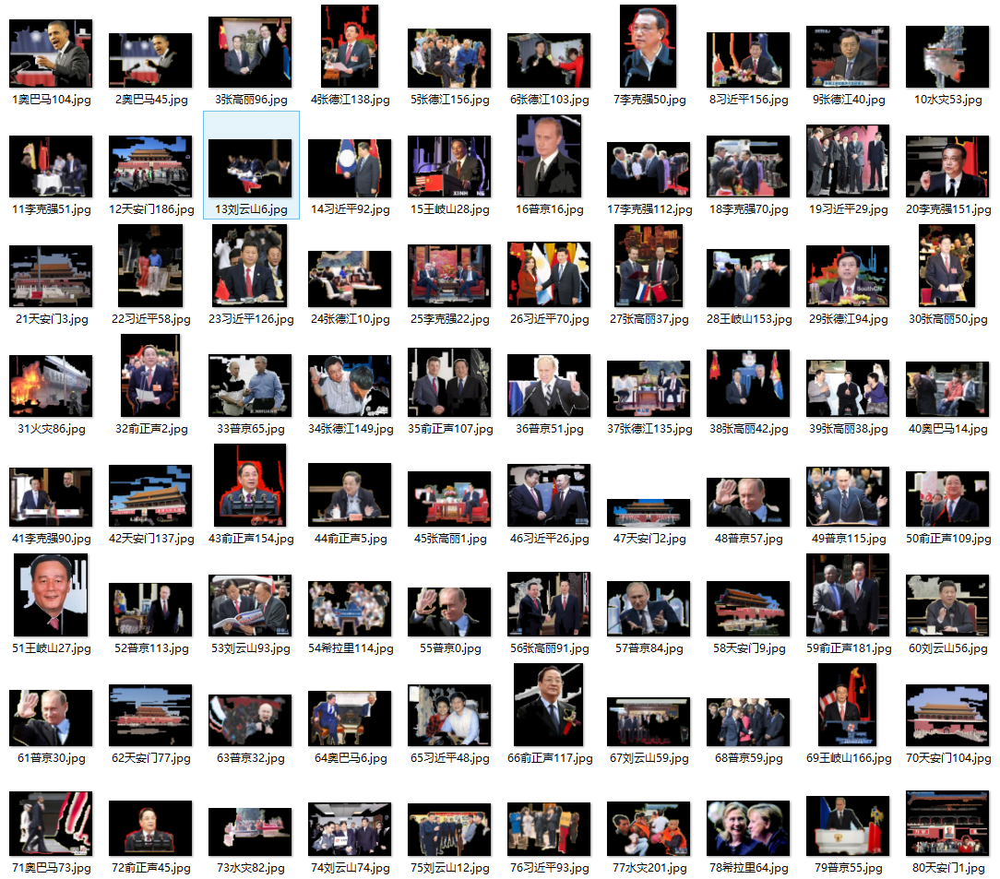 1奥巴马104.jpg 2奥巴马45.jpg 3张高丽96.jpg 4张德江138.jpg 5张德江156.jpg 6张德江103.jpg 7李克强50.jpg 8习近平156.jpg 9张德江40.jpg 10水灾53.jpg
XINH NS
11李克强51.jpg 12天安门186.jpg 13刘云山6.jpg 14习近平92.jpg 15王岐山28.jpg 16普京16.jpg 17李克强112.jpg 18李克强70.jpg 19习近平29.jpg 20李克强151.jpg
SouthCN
21天安门3.jpg 22习近平58.jpg 23习近平126.jpg 24张德江10.jpg 25李克强22.jpg 26习近平70.jpg 27张高丽37.jpg 28王岐山153.jpg 29张德江94.jpg 30张高丽50.jpg
31火灾86.jpg 32俞正声2.jpg 33普京65.jpg 34张德江149.jpg 35俞正声107.jpg 36普京51.jpg 37张德江135.jpg 38张高丽42.jpg 39张高丽38.jpg 40奥巴马14.jpg
41李克强90.jpg 42天安门137.jpg 43俞正声154.jpg 44俞正声5.jpg 45张高丽1.jpg 46习近平26.jpg 47天安门2.jpg 48普京57.jpg 49普京115.jpg 50俞正声109.jpg
51王岐山27.jpg 52普京113.jpg 53刘云山93.jpg 54希拉里114.jpg 55普京0.jpg 56张高丽91.jpg 57普京84.jpg 58天安门9.jpg 59俞正声181.jpg 60刘云山56.jpg
61普京30.jpg 62天安门77.jpg 63普京32.jpg 64奥巴马6.jpg 65习近平48.jpg 66俞正声117.jpg 67刘云山59.jpg 68普京59.jpg 69王岐山166.jpg 70天安门104.jpg
71奥巴马73.jpg 72俞正声45.jpg 73水灾82.jpg 74刘云山74.jpg 75刘云山12.jpg 76习近平93.jpg 77水灾201.jpg 78希拉里64.jpg 79普京55.jpg 80天安门1.jpg